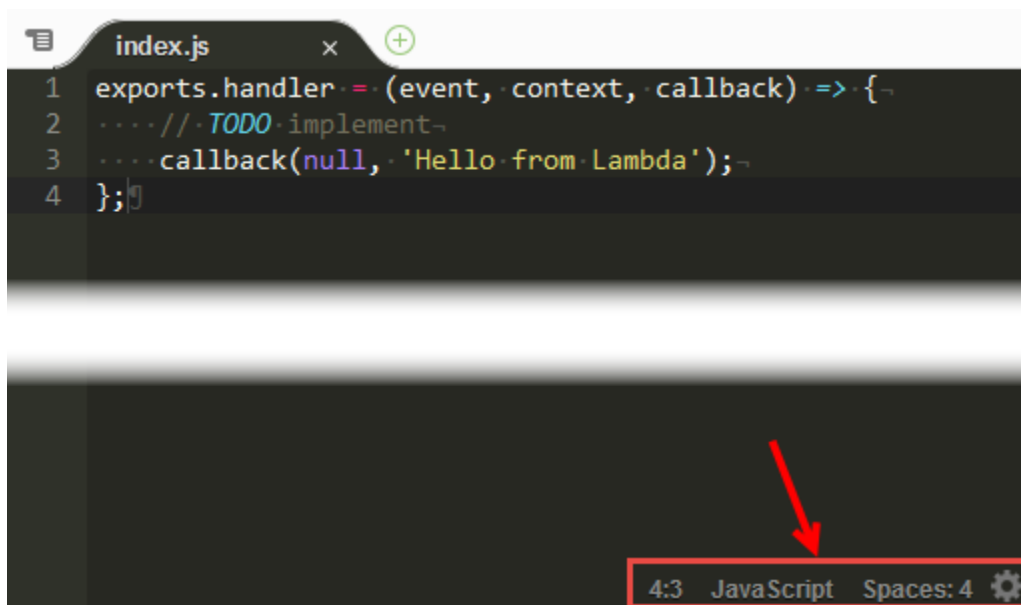 index.js ×
1 exports.handler = (event, context, callback) => {
2     // TODO implement
3     callback(null, 'Hello from Lambda');
4 };
4:3 JavaScript Spaces: 4